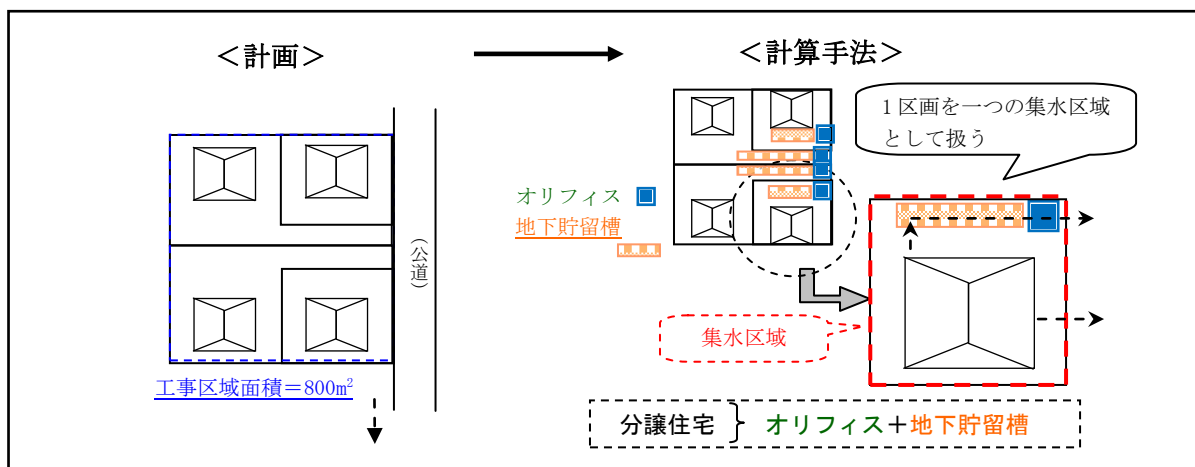 ＜計画＞
＜計算手法＞
１区画を一つの集水区域
として扱う
オリフィス
地下貯留槽
（公道）
集水区域
工事区域面積＝800m²
分譲住宅 オリフィス＋地下貯留槽